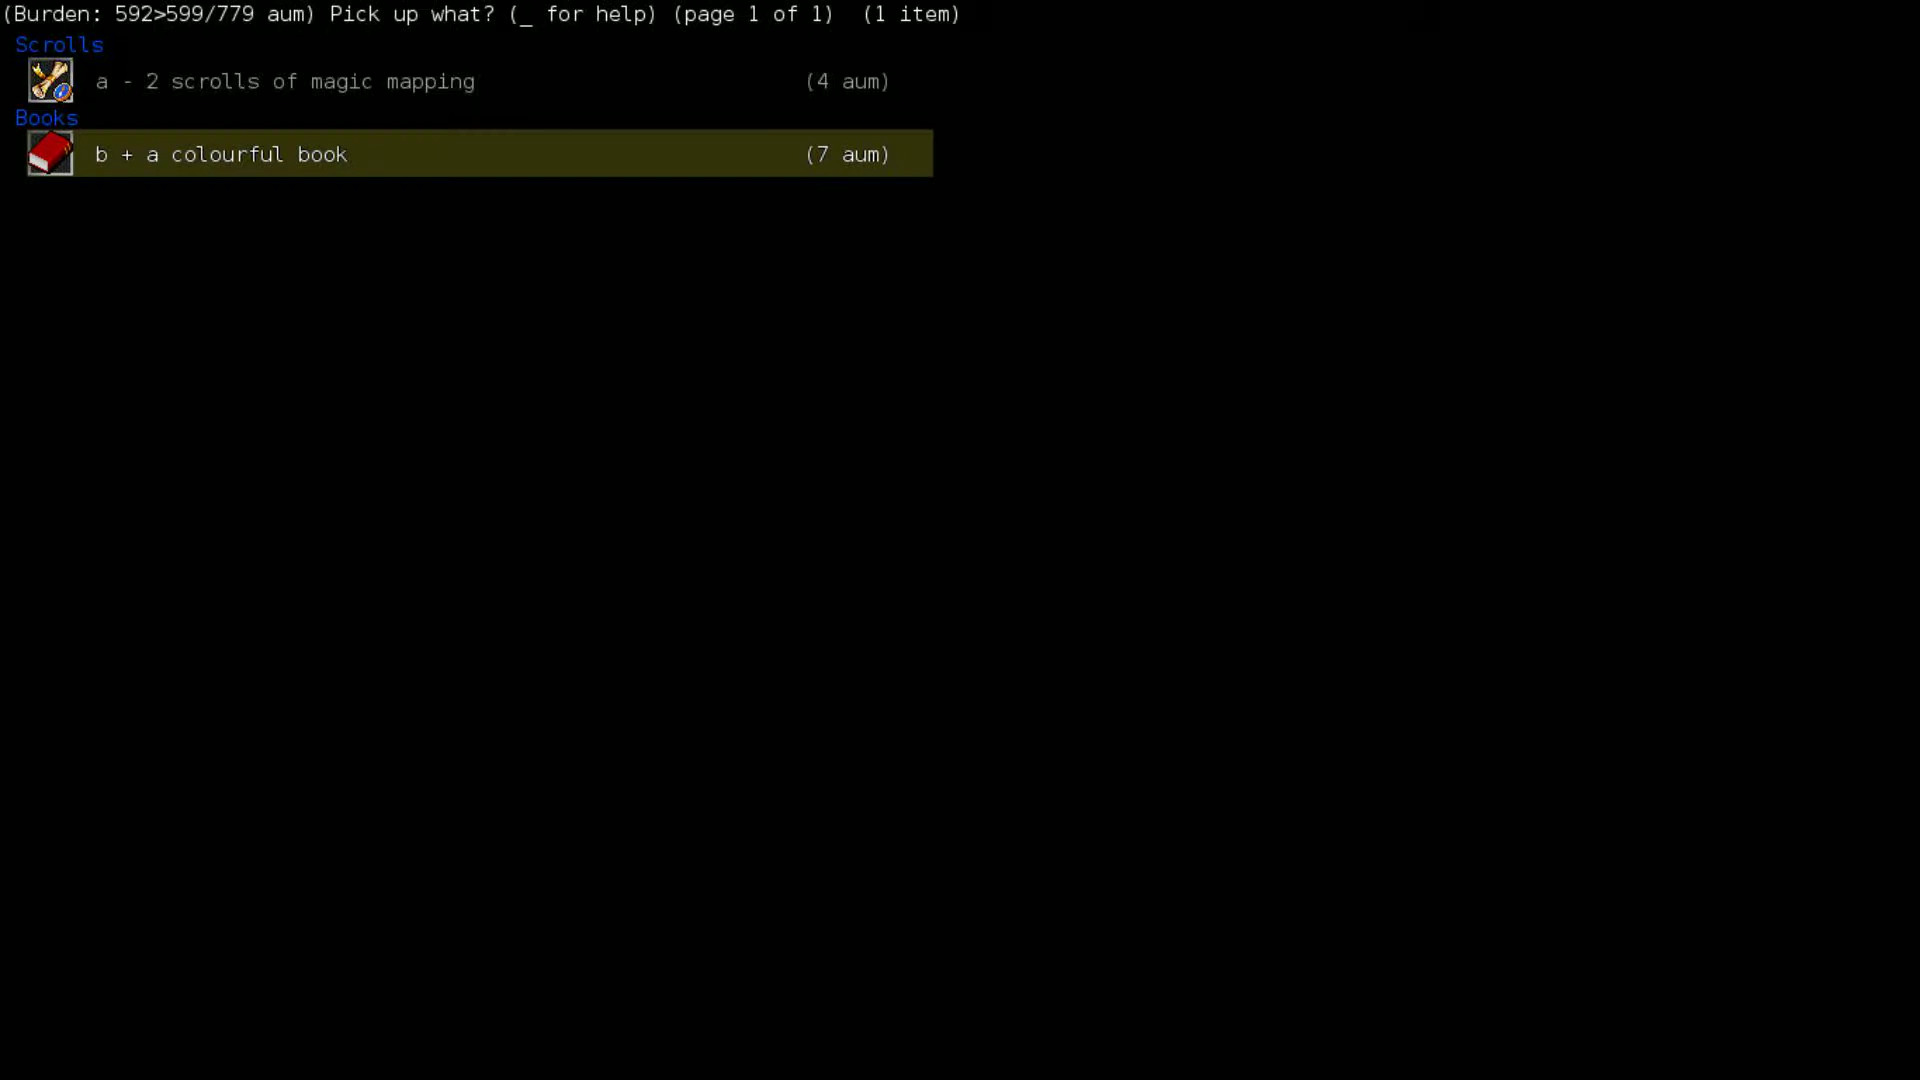 (Burden: 592>599/779 aum) Pick up what? (_ for help) (page 1 of 1)  (1 item)
Scrolls
a - 2 scrolls of magic mapping (4 aum)
Books
b + a colourful book (7 aum)